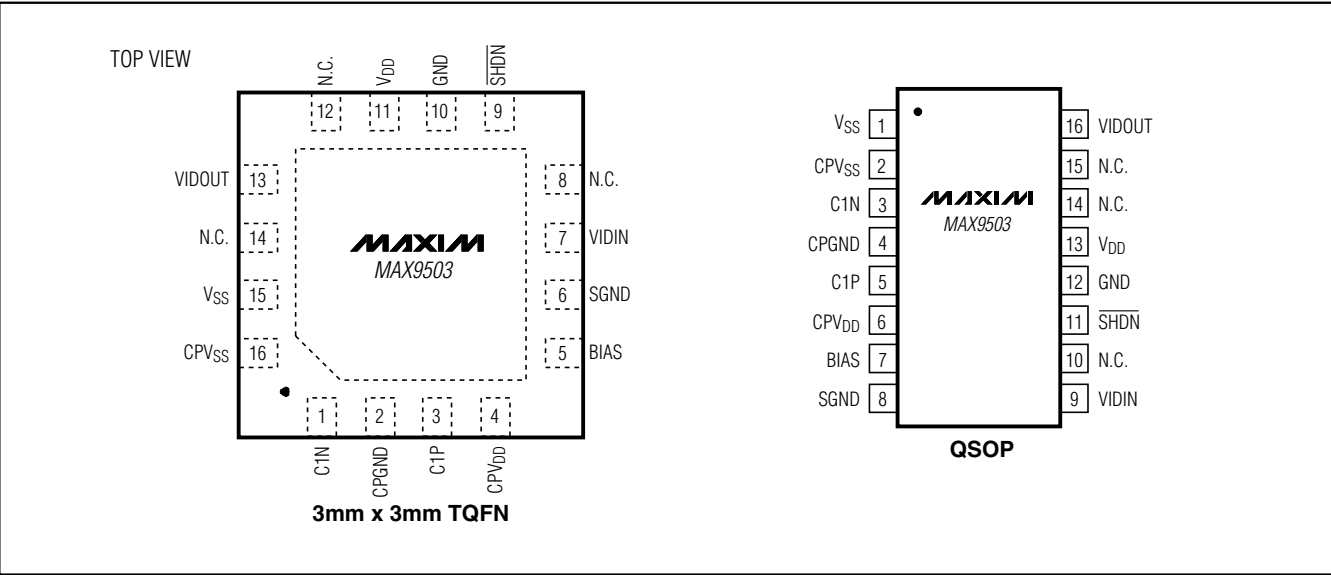 TOP VIEW
N.C.
VDD
GND
SHDN
12
11
10
9
VIDOUT 13
N.C. 14
VSS 15
CPVSS 16
8 N.C.
7 VIDIN
6 SGND
5 BIAS
MAXIM
MAX9503
1
2
3
4
C1N
CPGND
C1P
CPVDD
3mm x 3mm TQFN
VSS 1
CPVSS 2
C1N 3
CPGND 4
C1P 5
CPVDD 6
BIAS 7
SGND 8
MAXIM
MAX9503
16 VIDOUT
15 N.C.
14 N.C.
13 VDD
12 GND
11 SHDN
10 N.C.
9 VIDIN
QSOP